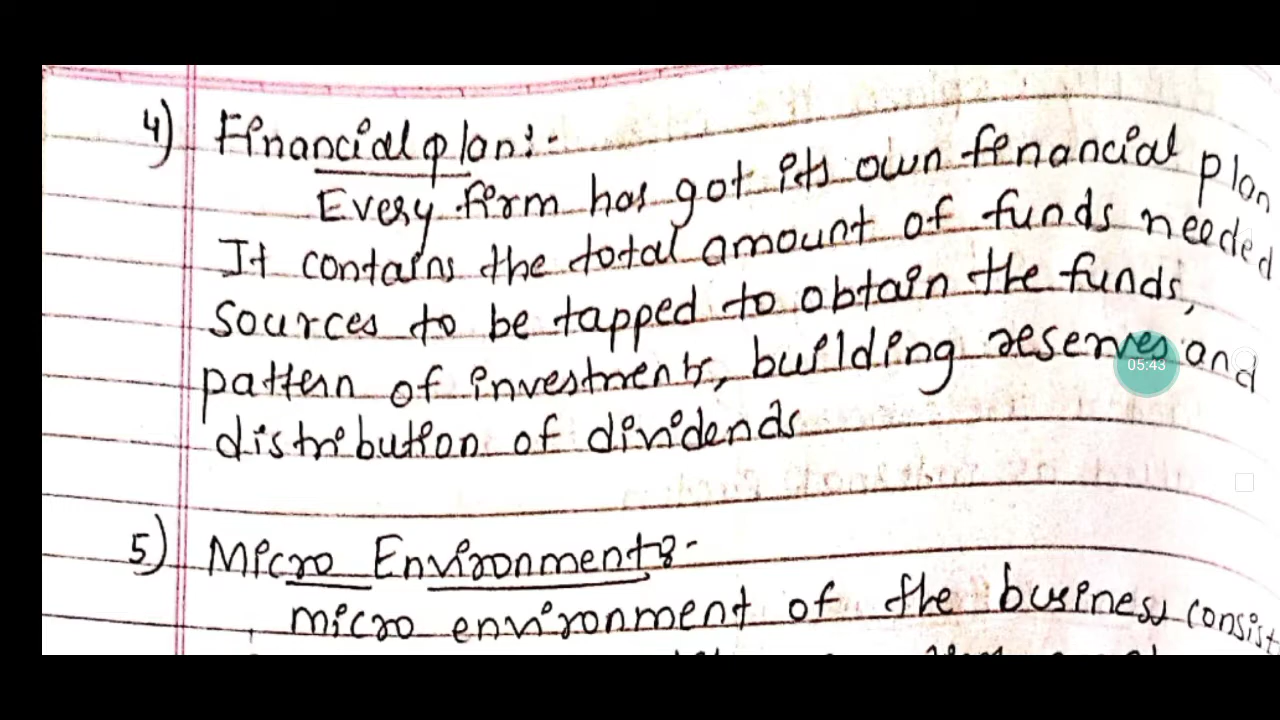 4) Financial plan:-
Every firm has got its own financial plan
It contains the total amount of funds needed
Sources to be tapped to obtain the funds,
pattern of investments, building reserves and
distribution of dividends
05:43
5) Micro Environment:-
micro environment of the business consist